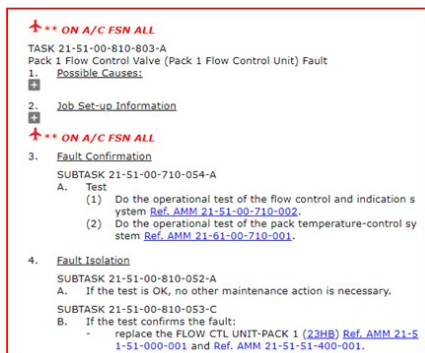 ** ON A/C FSN ALL
TASK 21-51-00-810-803-A
Pack 1 Flow Control Valve (Pack 1 Flow Control Unit) Fault
1. Possible Causes:
2. Job Set-up Information
** ON A/C FSN ALL
3. Fault Confirmation
SUBTASK 21-51-00-710-054-A
A. Test
(1) Do the operational test of the flow control and indication s
ystem Ref. AMM 21-51-00-710-002.
(2) Do the operational test of the pack temperature-control sy
stem Ref. AMM 21-61-00-710-001.
4. Fault Isolation
SUBTASK 21-51-00-810-052-A
A. If the test is OK, no other maintenance action is necessary.
SUBTASK 21-51-00-810-053-C
B. If the test confirms the fault:
- replace the FLOW CTL UNIT-PACK 1 (23HB) Ref. AMM 21-5
1-51-000-001 and Ref. AMM 21-51-51-400-001.